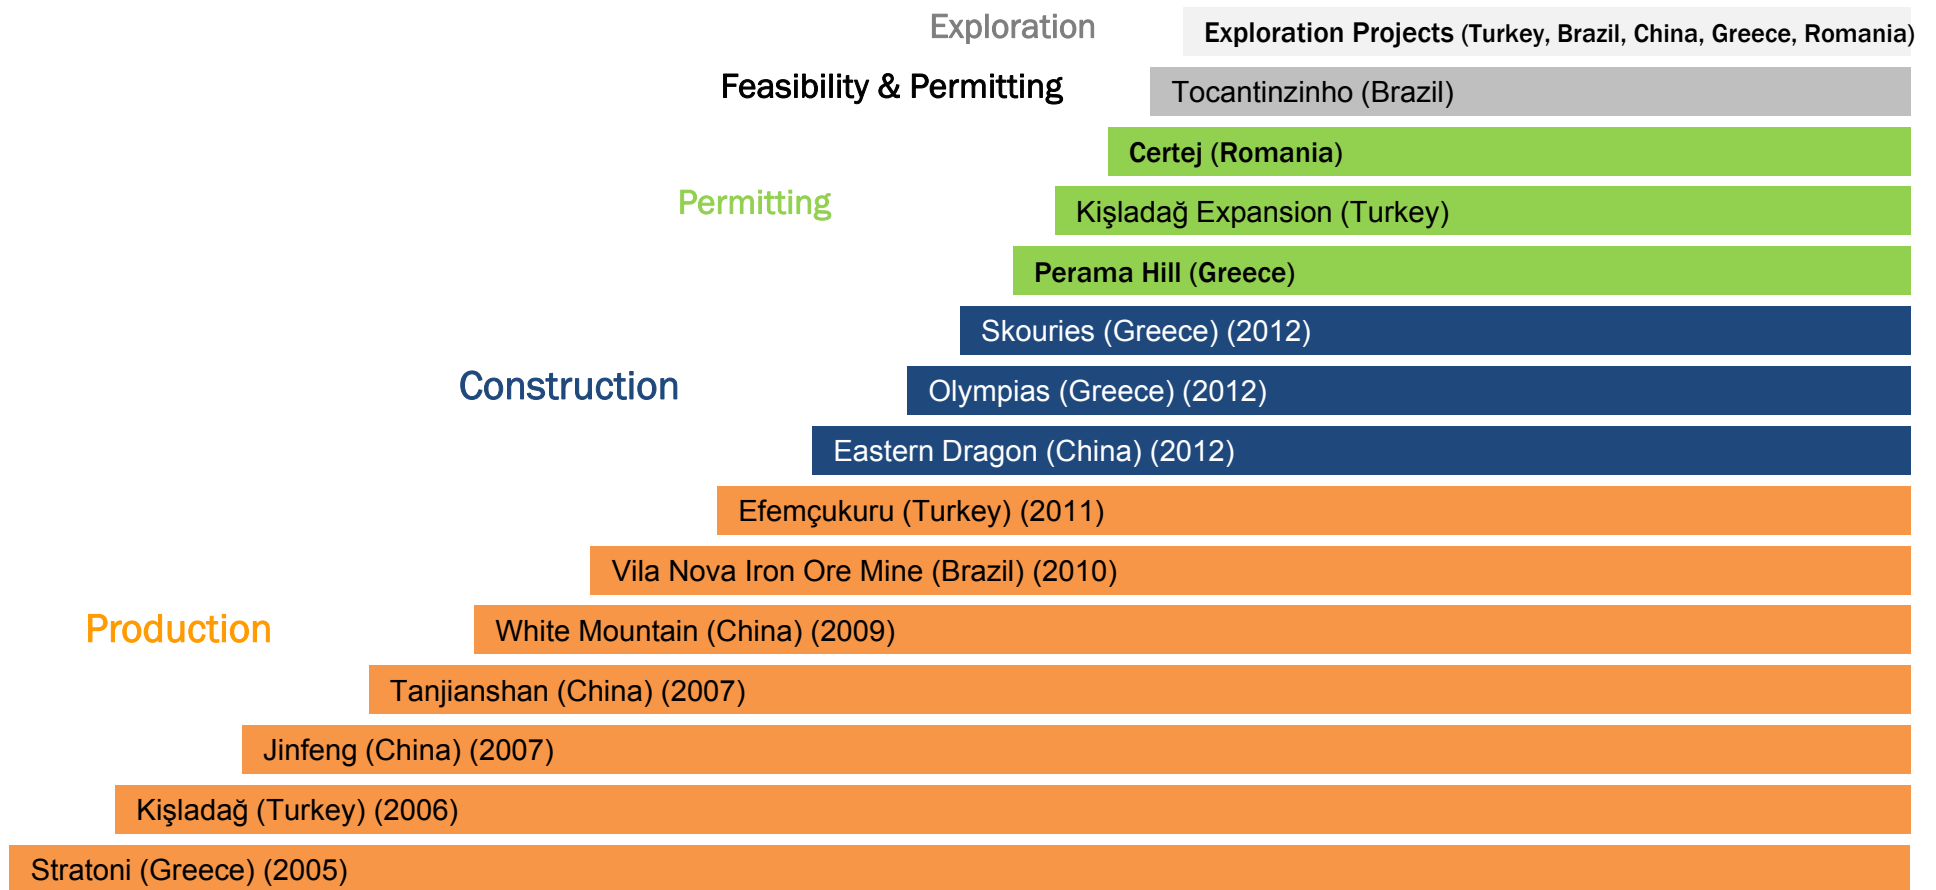 Exploration
Exploration Projects (Turkey, Brazil, China, Greece, Romania)
Feasibility & Permitting
Tocantinzinho (Brazil)
Certej (Romania)
Permitting
Kişladağ Expansion (Turkey)
Perama Hill (Greece)
Skouries (Greece) (2012)
Construction
Olympias (Greece) (2012)
Eastern Dragon (China) (2012)
Efemçukuru (Turkey) (2011)
Vila Nova Iron Ore Mine (Brazil) (2010)
Production
White Mountain (China) (2009)
Tanjianshan (China) (2007)
Jinfeng (China) (2007)
Kişladağ (Turkey) (2006)
Stratoni (Greece) (2005)